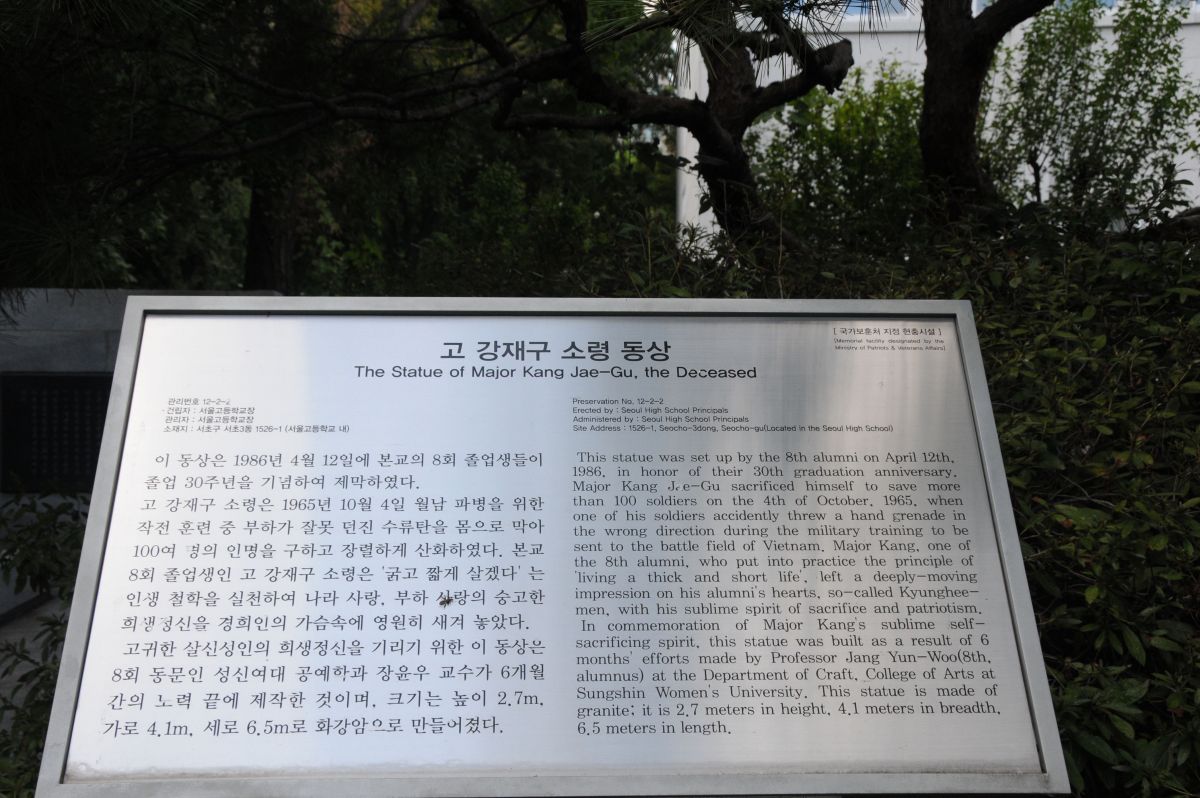 [ 국가보훈처 지정 현충시설 ]
[Memorial facility designated by the
Ministry of Patriots & Veterans Affairs]
고 강재구 소령 동상
The Statue of Major Kang Jae-Gu, the Deceased
관리번호 12-2-2
건립자 : 서울고등학교장
관리자 : 서울고등학교장
소재지 : 서초구 서초3동 1526-1 (서울고등학교 내)
Preservation No. 12-2-2
Erected by : Seoul High School Principals
Administered by : Seoul High School Principals
Site Address : 1526-1, Seocho-3dong, Seocho-gu(Located in the Seoul High School)
이 동상은 1986년 4월 12일에 본교의 8회 졸업생들이
졸업 30주년을 기념하여 제막하였다.
고 강재구 소령은 1965년 10월 4일 월남 파병을 위한
작전 훈련 중 부하가 잘못 던진 수류탄을 몸으로 막아
100여 명의 인명을 구하고 장렬하게 산화하였다. 본교
8회 졸업생인 고 강재구 소령은 '굵고 짧게 살겠다' 는
인생 철학을 실천하여 나라 사랑, 부하 사랑의 숭고한
희생정신을 경희인의 가슴속에 영원히 새겨 놓았다.
고귀한 살신성인의 희생정신을 기리기 위한 이 동상은
8회 동문인 성신여대 공예학과 장윤우 교수가 6개월
간의 노력 끝에 제작한 것이며, 크기는 높이 2.7m,
가로 4.1m, 세로 6.5m로 화강암으로 만들어졌다.
This statue was set up by the 8th alumni on April 12th,
1986, in honor of their 30th graduation anniversary.
Major Kang Jae-Gu sacrificed himself to save more
than 100 soldiers on the 4th of October, 1965, when
one of his soldiers accidently threw a hand grenade in
the wrong direction during the military training to be
sent to the battle field of Vietnam. Major Kang, one of
the 8th alumni, who put into practice the principle of
'living a thick and short life', left a deeply-moving
impression on his alumni's hearts, so-called Kyunghee-
men, with his sublime spirit of sacrifice and patriotism.
In commemoration of Major Kang's sublime self-
sacrificing spirit, this statue was built as a result of 6
months' efforts made by Professor Jang Yun-Woo(8th,
alumnus) at the Department of Craft, College of Arts at
Sungshin Women's University. This statue is made of
granite; it is 2.7 meters in height, 4.1 meters in breadth,
6.5 meters in length.